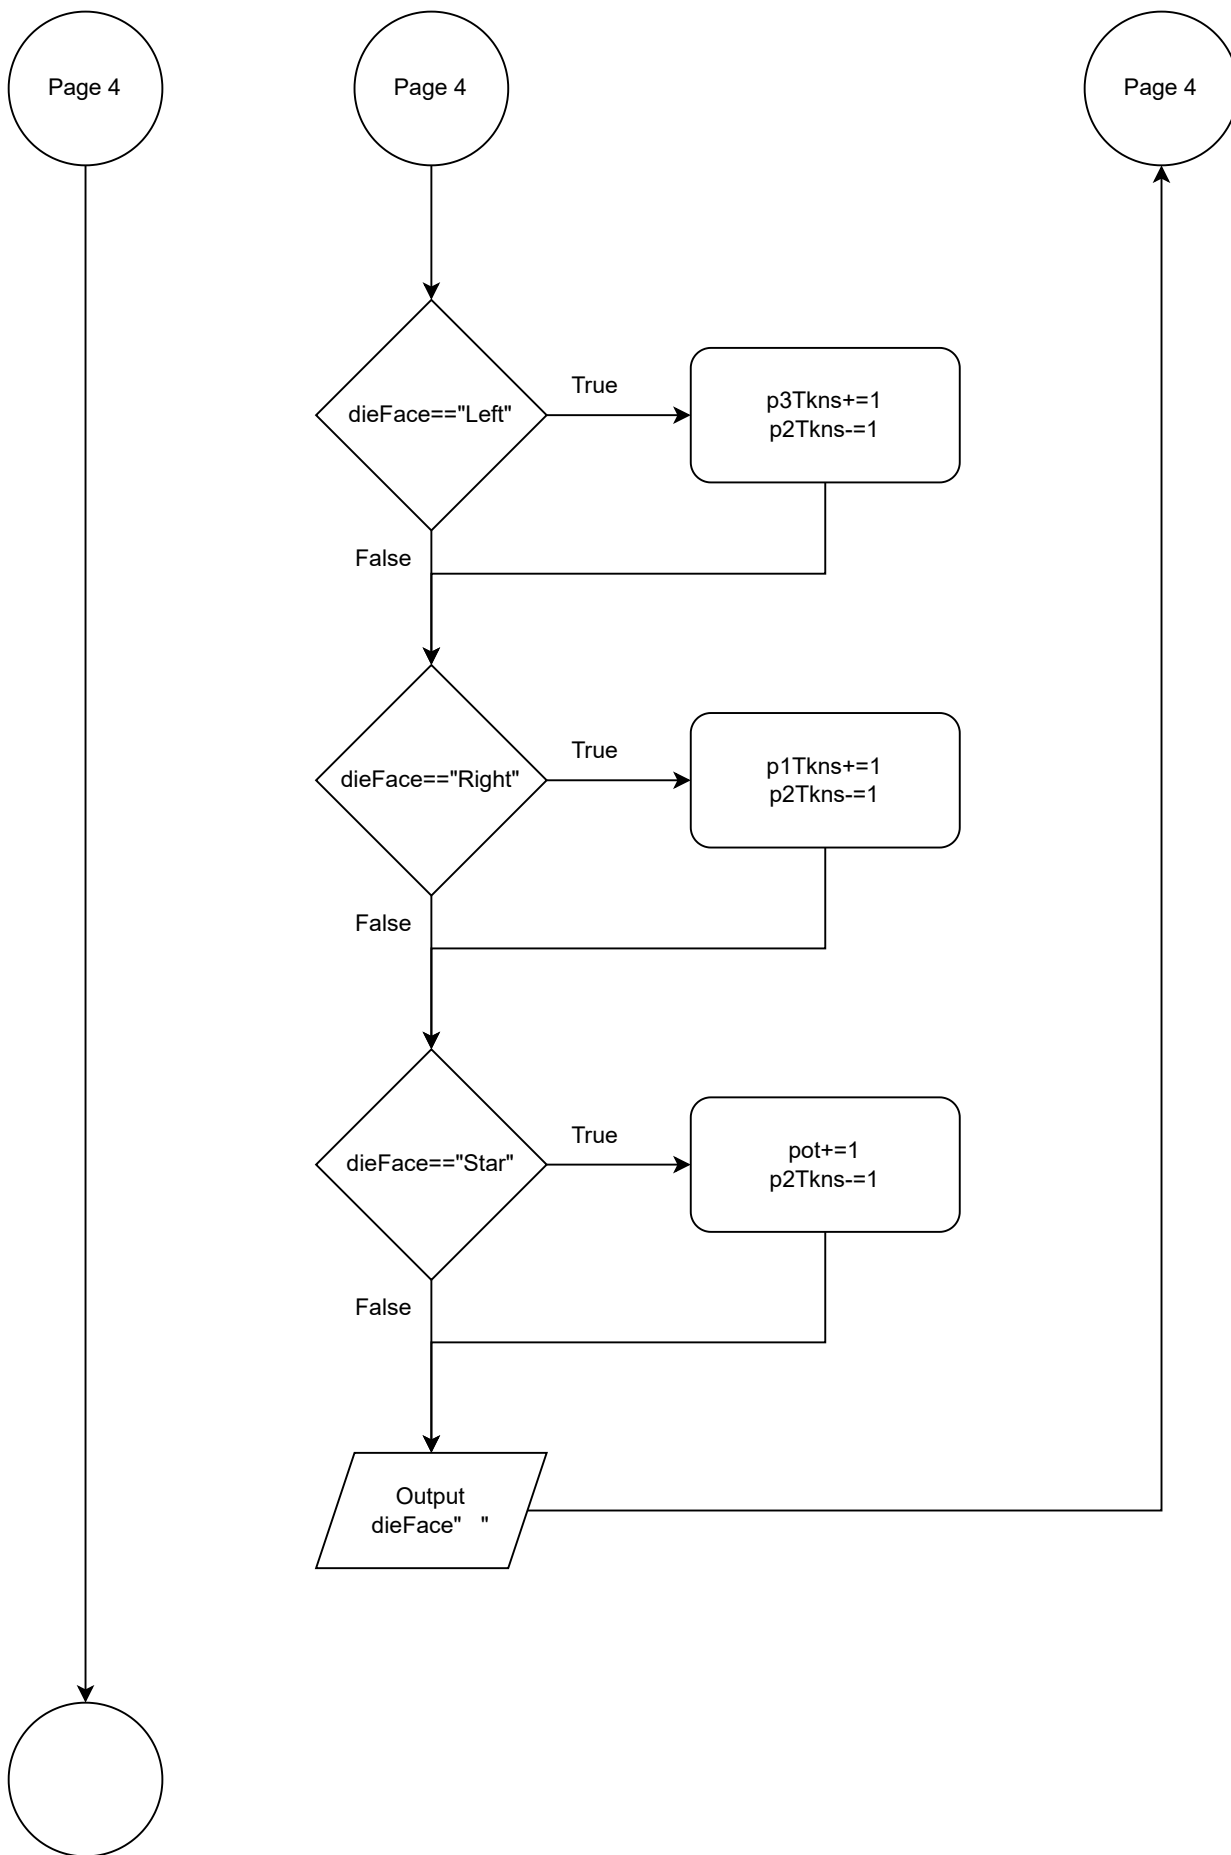 Page 4
Page 4
Page 4
dieFace=="Left"
True
p3Tkns+=1
p2Tkns-=1
False
dieFace=="Right"
True
p1Tkns+=1
p2Tkns-=1
False
dieFace=="Star"
True
pot+=1
p2Tkns-=1
False
Output
dieFace"   "